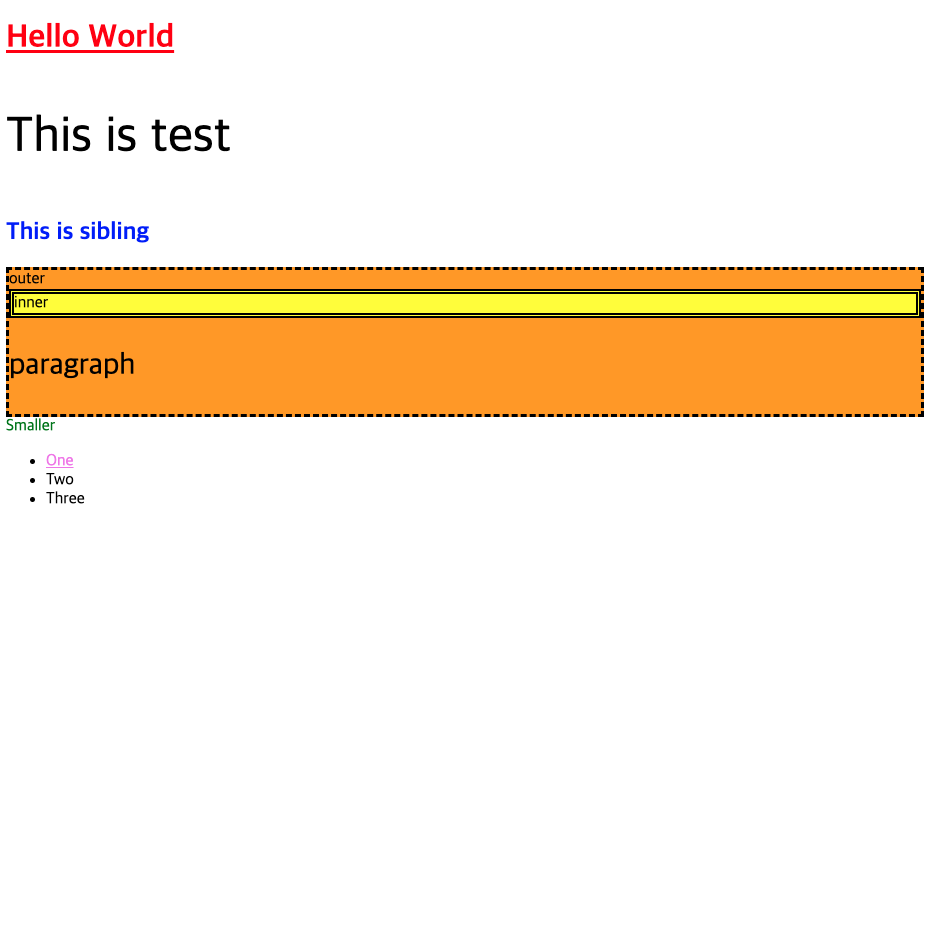 Hello World
This is test
This is sibling
outer
inner
paragraph
Smaller
One
Two
Three